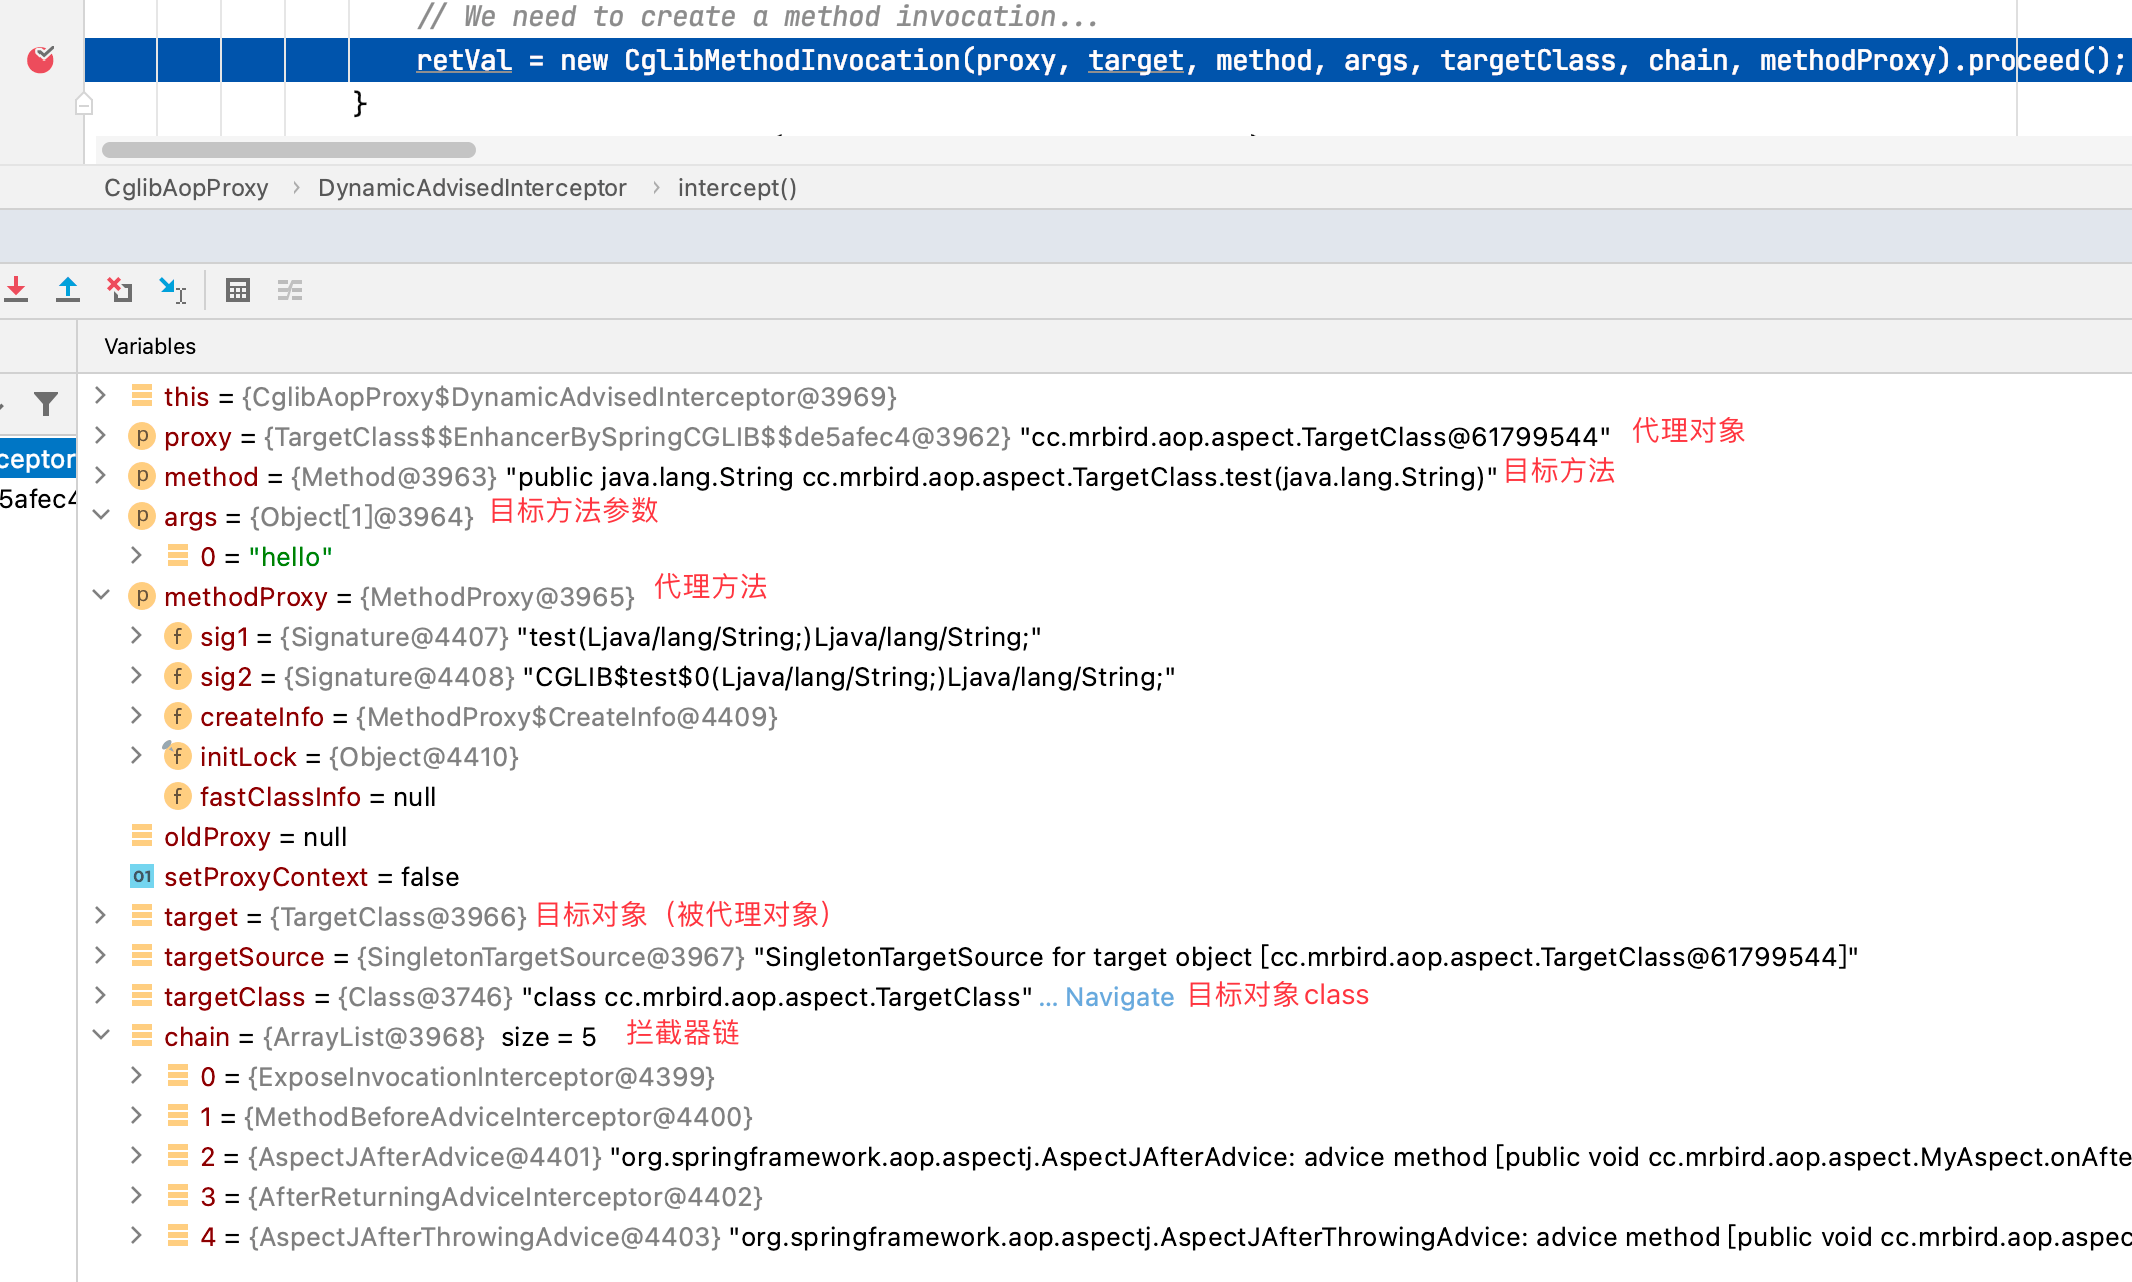 // We need to create a method invocation...
retVal = new CglibMethodInvocation(proxy, target, method, args, targetClass, chain, methodProxy).proceed();
}
CglibAopProxy › DynamicAdvisedInterceptor › intercept()
Variables
this = {CglibAopProxy$DynamicAdvisedInterceptor@3969}
p proxy = {TargetClass$$EnhancerBySpringCGLIB$$de5afec4@3962} "cc.mrbird.aop.aspect.TargetClass@61799544" 代理对象
ceptor
p method = {Method@3963} "public java.lang.String cc.mrbird.aop.aspect.TargetClass.test(java.lang.String)" 目标方法
5afec4
p args = {Object[1]@3964} 目标方法参数
0 = "hello"
p methodProxy = {MethodProxy@3965} 代理方法
f sig1 = {Signature@4407} "test(Ljava/lang/String;)Ljava/lang/String;"
f sig2 = {Signature@4408} "CGLIB$test$0(Ljava/lang/String;)Ljava/lang/String;"
f createInfo = {MethodProxy$CreateInfo@4409}
f initLock = {Object@4410}
f fastClassInfo = null
oldProxy = null
01 setProxyContext = false
target = {TargetClass@3966} 目标对象（被代理对象）
targetSource = {SingletonTargetSource@3967} "SingletonTargetSource for target object [cc.mrbird.aop.aspect.TargetClass@61799544]"
targetClass = {Class@3746} "class cc.mrbird.aop.aspect.TargetClass" ... Navigate 目标对象class
chain = {ArrayList@3968} size = 5 拦截器链
0 = {ExposeInvocationInterceptor@4399}
1 = {MethodBeforeAdviceInterceptor@4400}
2 = {AspectJAfterAdvice@4401} "org.springframework.aop.aspectj.AspectJAfterAdvice: advice method [public void cc.mrbird.aop.aspect.MyAspect.onAfte
3 = {AfterReturningAdviceInterceptor@4402}
4 = {AspectJAfterThrowingAdvice@4403} "org.springframework.aop.aspectj.AspectJAfterThrowingAdvice: advice method [public void cc.mrbird.aop.aspec